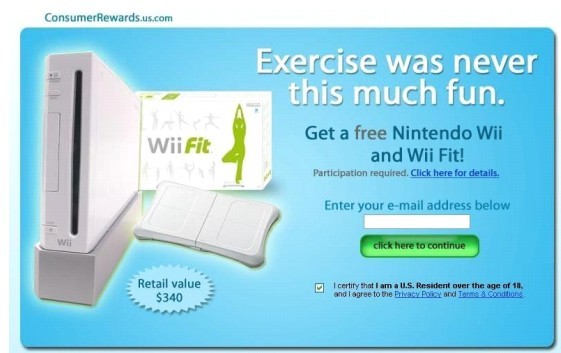 ConsumerRewards.us.com
Exercise was never
this much fun.
Wii Fit
Get a free Nintendo Wii
and Wii Fit!
Participation required. Click here for details.
Enter your e-mail address below
click here to continue
Wii
Retail value
$340
I certify that I am a U.S. Resident over the age of 18,
and I agree to the Privacy Policy and Terms & Conditions